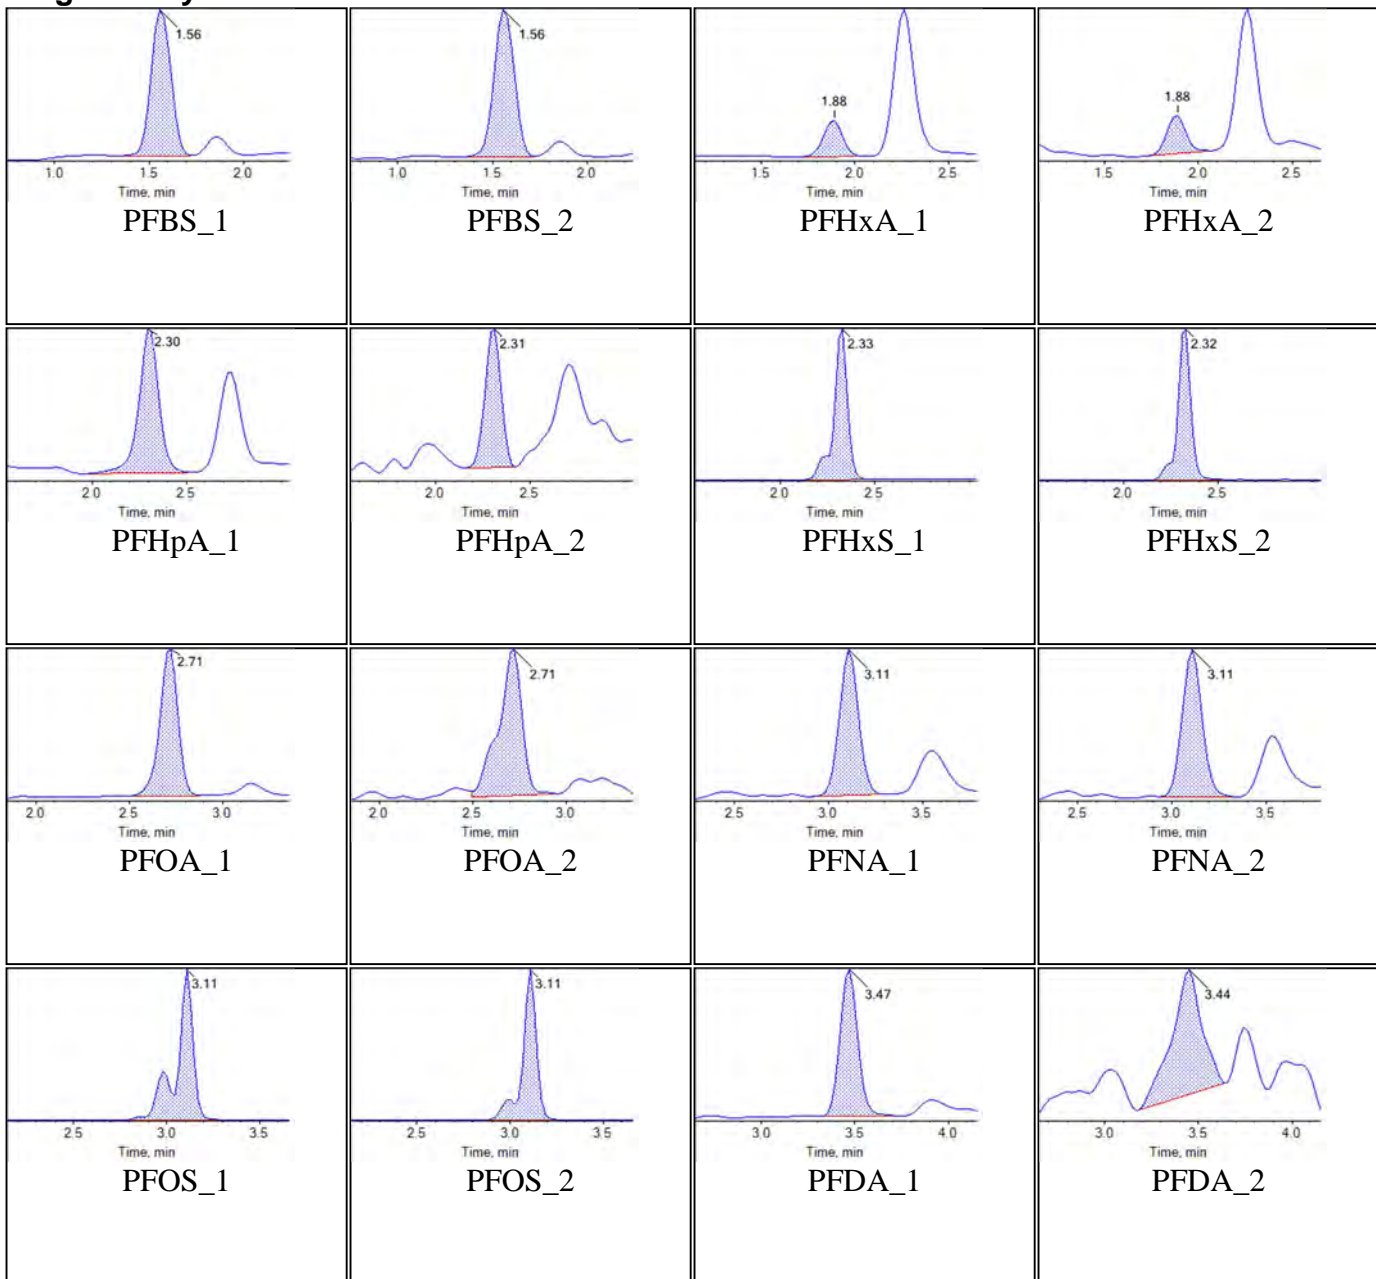 1.56 1.56 1.88 1.88
1.0 1.5 2.0 1.0 1.5 2.0 1.5 2.0 2.5 1.5 2.0 2.5
Time, min Time, min Time, min Time, min
PFBS_1 PFBS_2 PFHxA_1 PFHxA_2
2.30 2.31 2.33 2.32
2.0 2.5 2.0 2.5 2.0 2.5 2.0 2.5
Time, min Time, min Time, min Time, min
PFHpA_1 PFHpA_2 PFHxS_1 PFHxS_2
2.71 2.71 3.11 3.11
2.0 2.5 3.0 2.0 2.5 3.0 2.5 3.0 3.5 2.5 3.0 3.5
Time, min Time, min Time, min Time, min
PFOA_1 PFOA_2 PFNA_1 PFNA_2
3.11 3.11 3.47 3.44
2.5 3.0 3.5 2.5 3.0 3.5 3.0 3.5 4.0 3.0 3.5 4.0
Time, min Time, min Time, min Time, min
PFOS_1 PFOS_2 PFDA_1 PFDA_2